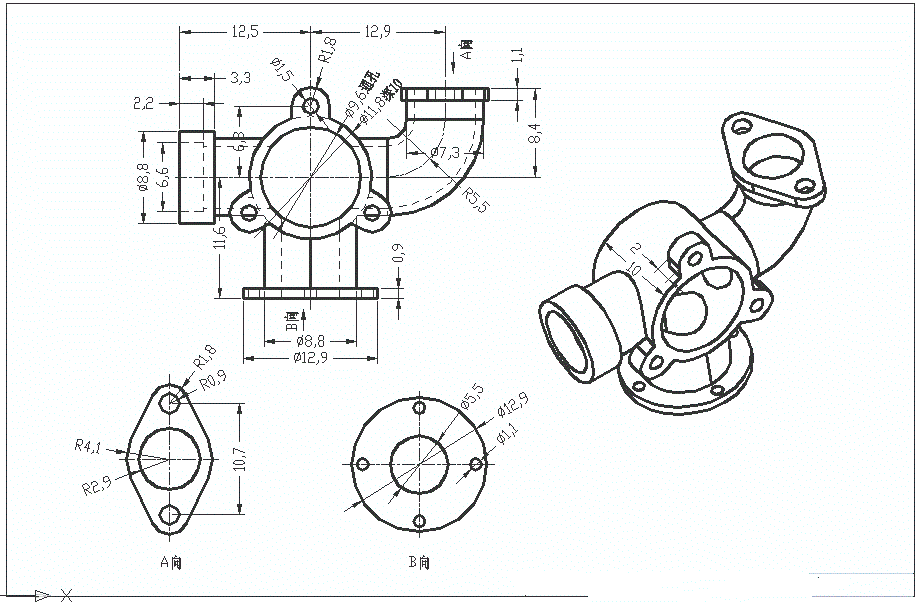 12,5
12,9
A向
1,1
R1,8
ø1,5
3,3
ø9,6通孔
ø11,8深10
2,2
6,8
8,4
ø7,3
ø8,8
6,6
R5,5
11,6
0,9
B向
ø8,8
ø12,9
2
10
R1,8
R0,9
R4,1
R2,9
10,7
A向
ø5,5
ø12,9
ø1,1
B向
X